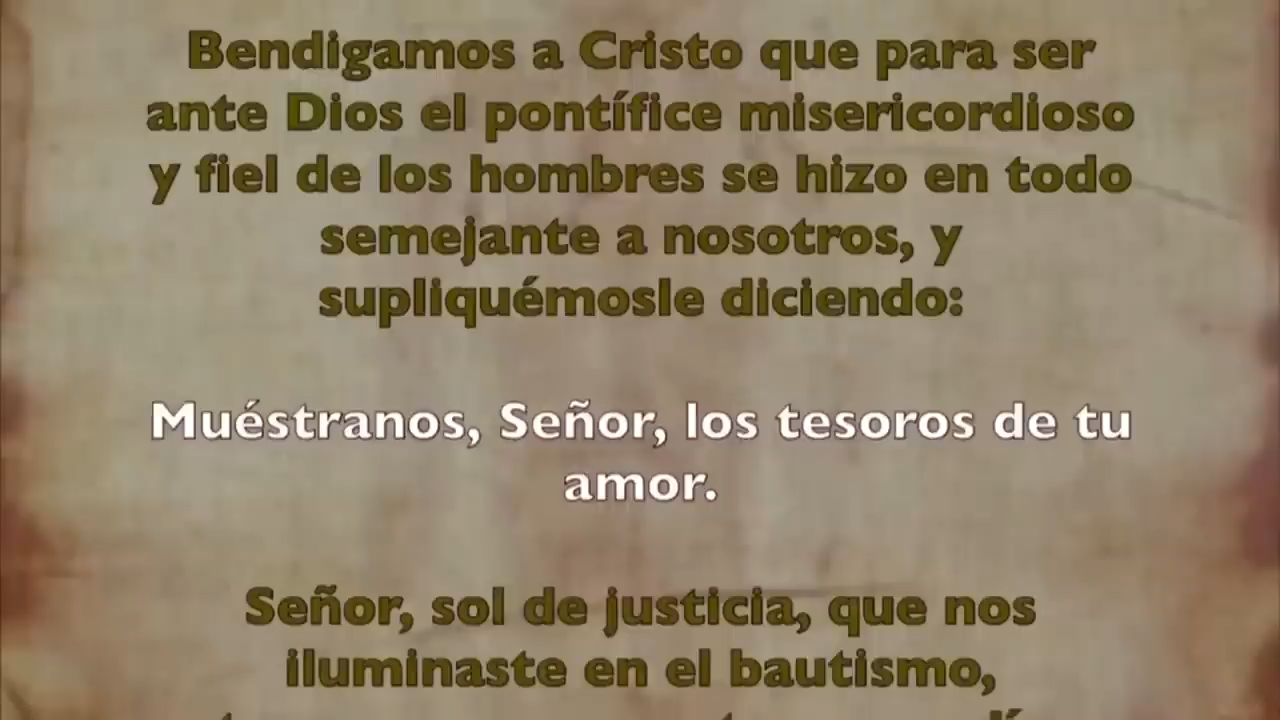 Bendigamos a Cristo que para ser
ante Dios el pontífice misericordioso
y fiel de los hombres se hizo en todo
semejante a nosotros, y
supliquémosle diciendo:
Muéstranos, Señor, los tesoros de tu
amor.
Señor, sol de justicia, que nos
iluminaste en el bautismo,